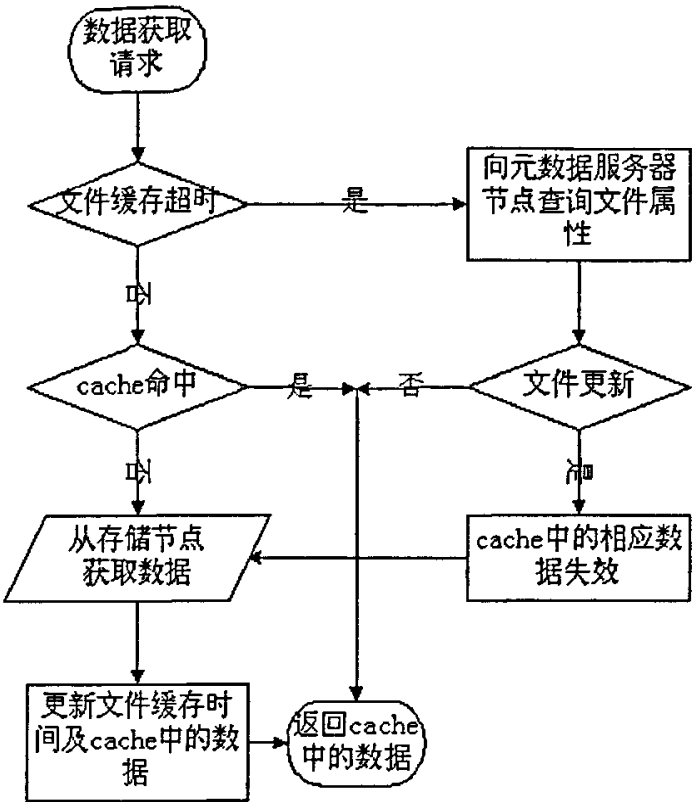 数据获取
请求
文件缓存超时
是
向元数据服务器
节点查询文件属
性
否
cache命中
是
否
文件更新
否
是
从存储节点
获取数据
cache中的相应数
据失效
更新文件缓存时
间及cache中的数
据
返回cache
中的数据